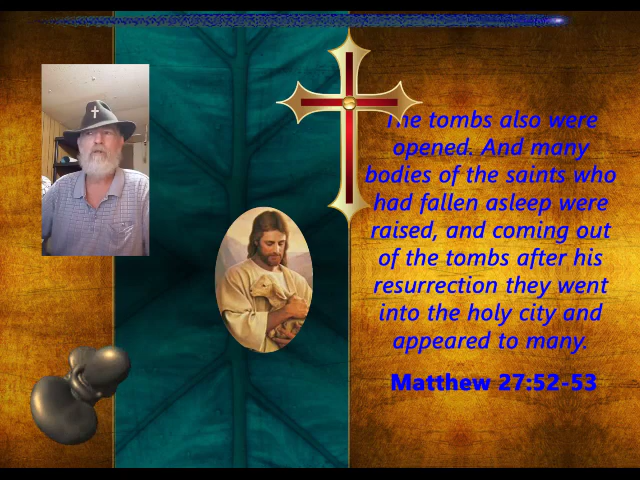 The tombs also were
opened. And many
bodies of the saints who
had fallen asleep were
raised, and coming out
of the tombs after his
resurrection they went
into the holy city and
appeared to many.
Matthew 27:52-53